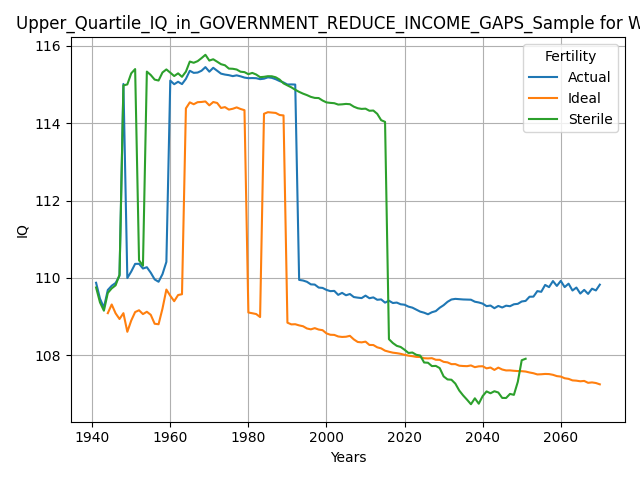 Upper_Quartile_IQ_in_GOVERNMENT_REDUCE_INCOME_GAPS_Sample for W
116
114
112
110
108
IQ
Fertility
Actual
Ideal
Sterile
1940 1960 1980 2000 2020 2040 2060
Years